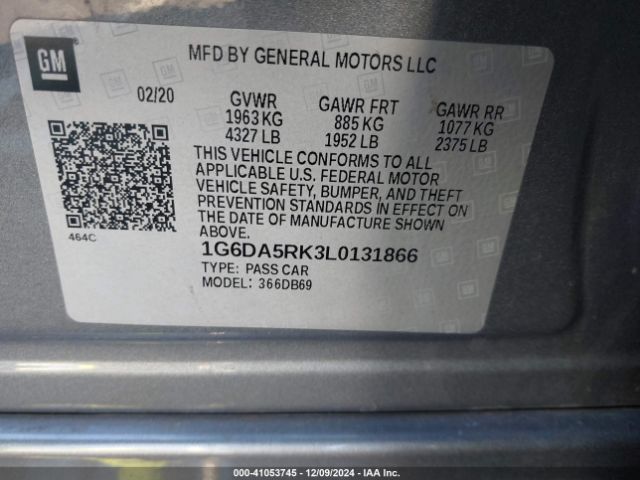 GM
MFD BY GENERAL MOTORS LLC
02/20
GVWR GAWR FRT GAWR RR
1963 KG 885 KG 1077 KG
4327 LB 1952 LB 2375 LB
THIS VEHICLE CONFORMS TO ALL
APPLICABLE U.S. FEDERAL MOTOR
VEHICLE SAFETY, BUMPER, AND THEFT
PREVENTION STANDARDS IN EFFECT ON
THE DATE OF MANUFACTURE SHOWN
ABOVE.
464C
1G6DA5RK3L0131866
TYPE: PASS CAR
MODEL: 366DB69
000-41053745 - 12/09/2024 - IAA Inc.